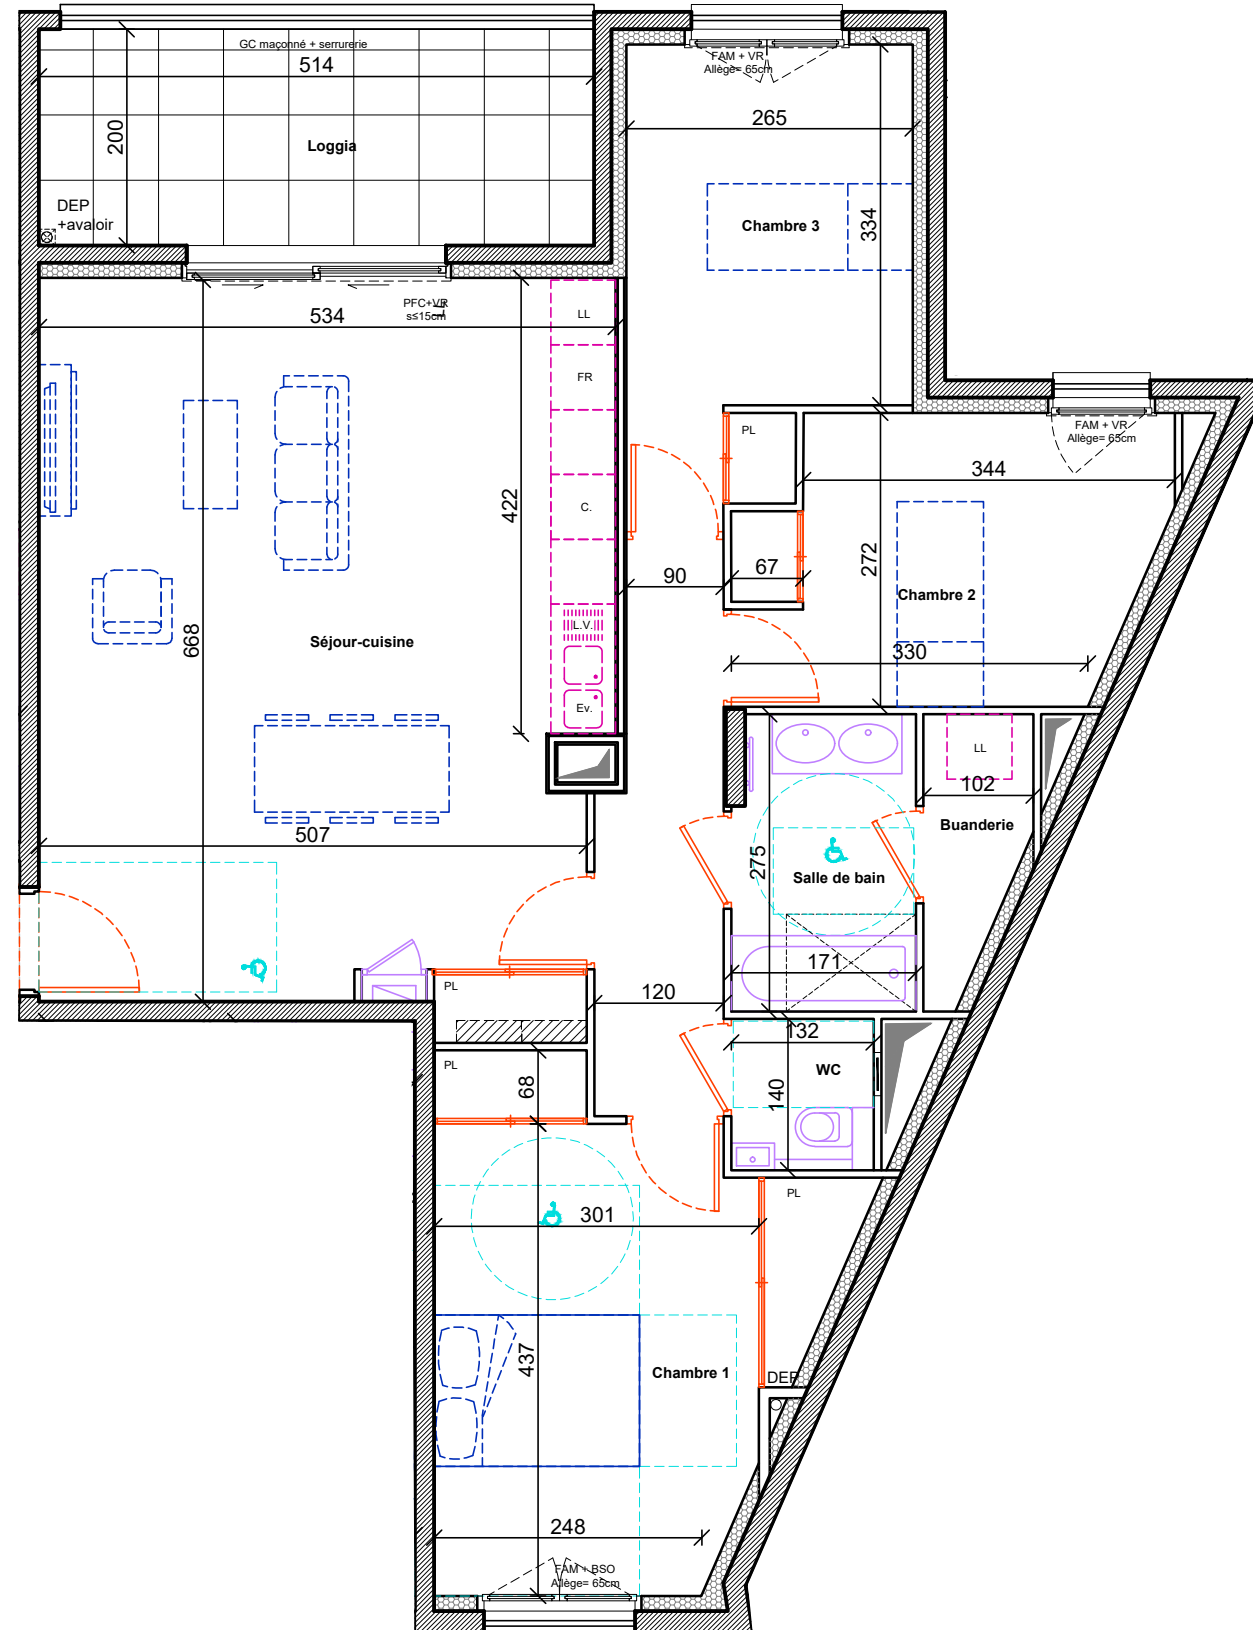 GC maçonné + serrurerie
514
200
Loggia
DEP
+avaloir
FAM + VR
Allège= 65cm
265
334
Chambre 3
PFC+VR
s≤15cm
534
LL
FR
422
C.
L.V.
Ev.
668
Séjour-cuisine
507
PL
FAM + VR
Allège= 65cm
344
272
67
90
Chambre 2
330
LL
102
Buanderie
275
Salle de bain
171
PL
120
132
WC
140
PL
68
PL
301
437
Chambre 1
DEP
248
FAM + BSO
Allège= 65cm